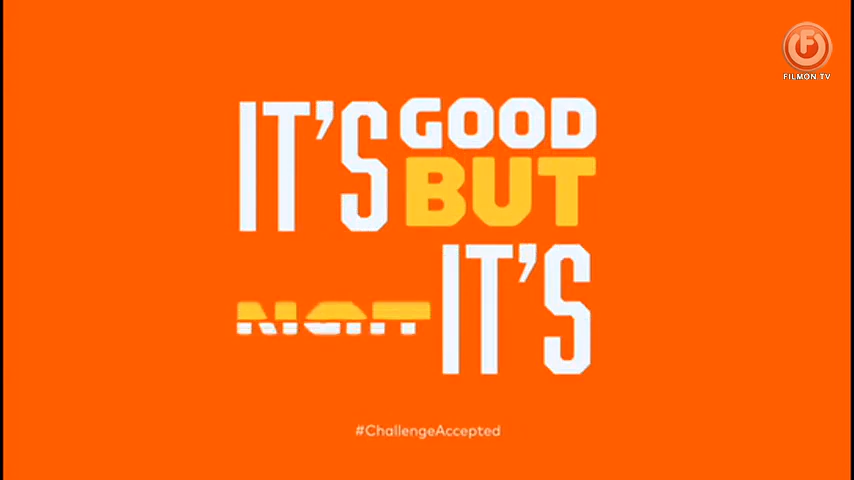 F
FILMON TV
IT'S GOOD
BUT
IT'S
#ChallengeAccepted